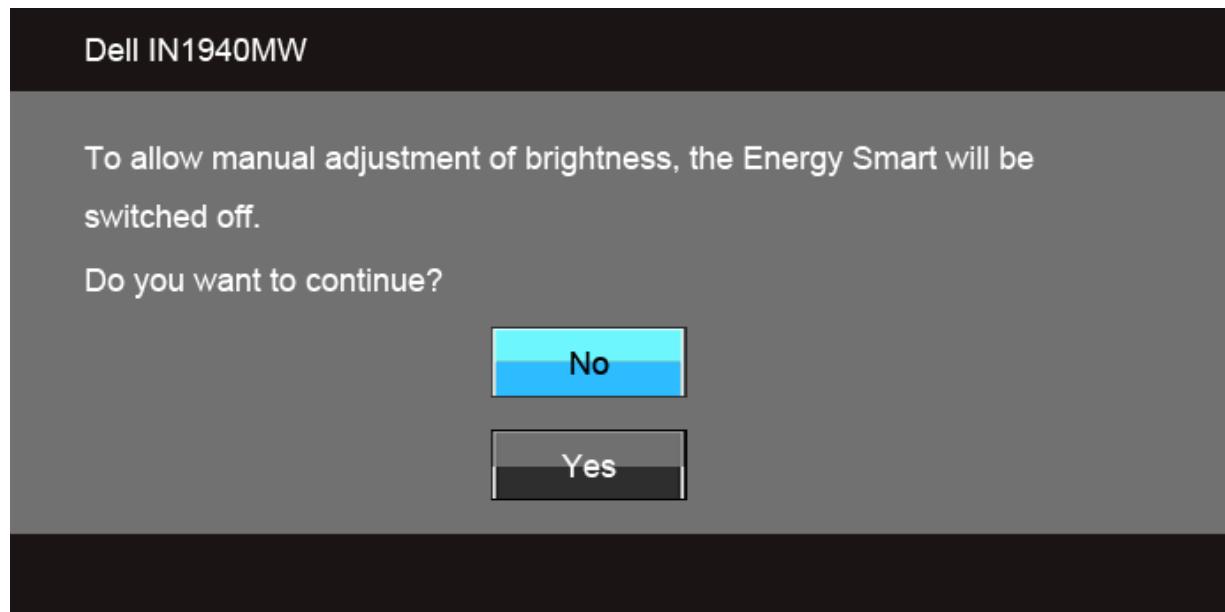 Dell IN1940MW
To allow manual adjustment of brightness, the Energy Smart will be
switched off.
Do you want to continue?
No
Yes